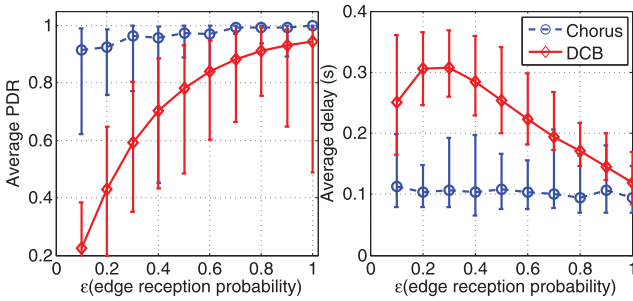 Average PDR
1
0.8
0.6
0.4
0.2
0 0.2 0.4 0.6 0.8 1
ε(edge reception probability)
Average delay (s)
0.4
0.3
0.2
0.1
0
0 0.2 0.4 0.6 0.8 1
ε(edge reception probability)
Chorus
DCB